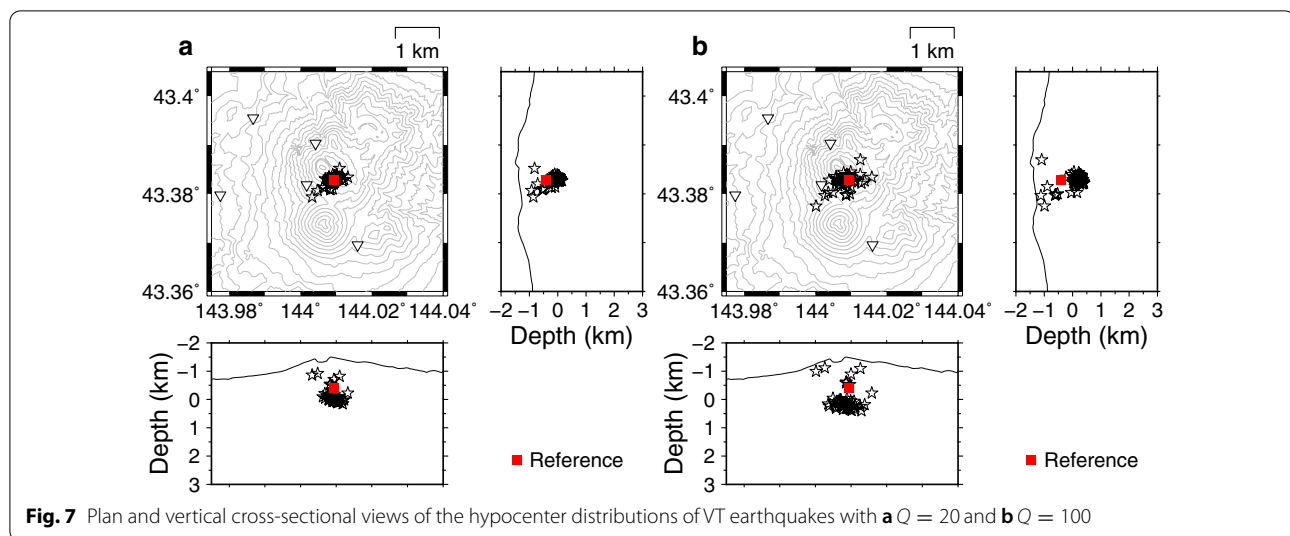 a
1 km
43.4˚
43.38˚
43.36˚
143.98˚ 144˚ 144.02˚ 144.04˚
−2 −1 0 1 2 3
Depth (km)
−2
−1
0
1
2
3
Depth (km)
Reference
b
1 km
43.4˚
43.38˚
43.36˚
143.98˚ 144˚ 144.02˚ 144.04˚
−2 −1 0 1 2 3
Depth (km)
−2
−1
0
1
2
3
Depth (km)
Reference
Fig. 7 Plan and vertical cross-sectional views of the hypocenter distributions of VT earthquakes with a Q = 20 and b Q = 100